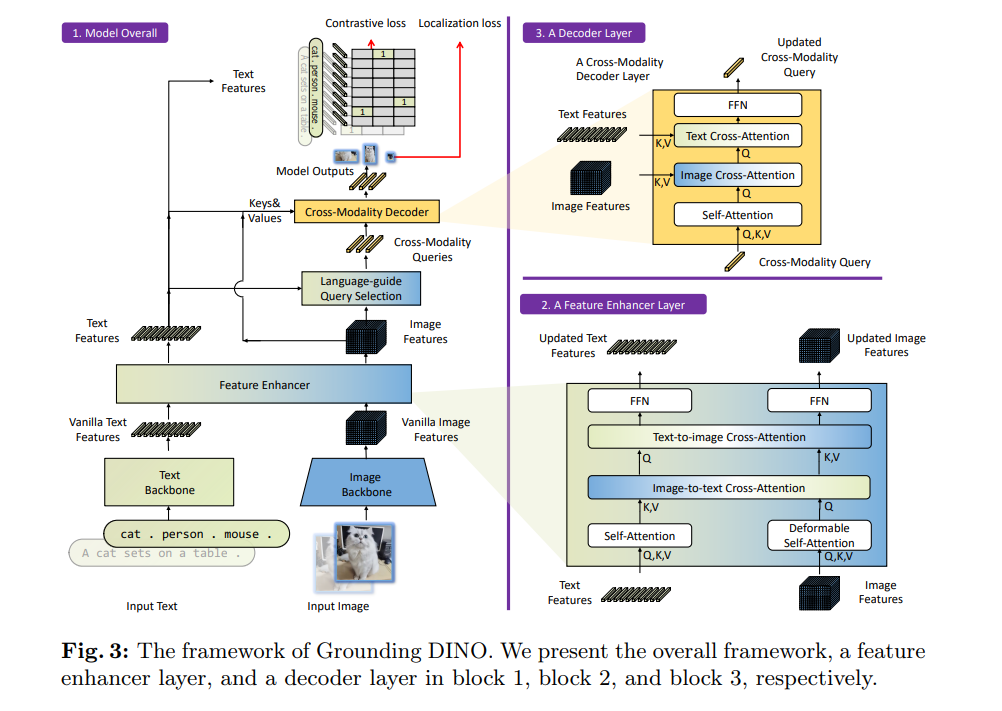 1. Model Overall
Contrastive loss
Localization loss
cat . person . mouse .
A cat sets on a table .
1
1
1
1
Text
Features
Model Outputs
Keys&
Values
Cross-Modality Decoder
Cross-Modality
Queries
Language-guide
Query Selection
Text
Features
Image
Features
Feature Enhancer
Vanilla Text
Features
Vanilla Image
Features
Text
Backbone
Image
Backbone
cat . person . mouse .
A cat sets on a table .
Input Text
Input Image
3. A Decoder Layer
A Cross-Modality
Decoder Layer
Updated
Cross-Modality
Query
FFN
Text Features
K,V
Text Cross-Attention
Q
K,V
Image Cross-Attention
Image Features
Q
Self-Attention
Q,K,V
Cross-Modality Query
2. A Feature Enhancer Layer
Updated Text
Features
Updated Image
Features
FFN
FFN
Text-to-image Cross-Attention
Q
K,V
Image-to-text Cross-Attention
K,V
Q
Self-Attention
Deformable
Self-Attention
Q,K,V
Q,K,V
Text
Features
Image
Features
Fig. 3: The framework of Grounding DINO. We present the overall framework, a feature
enhancer layer, and a decoder layer in block 1, block 2, and block 3, respectively.